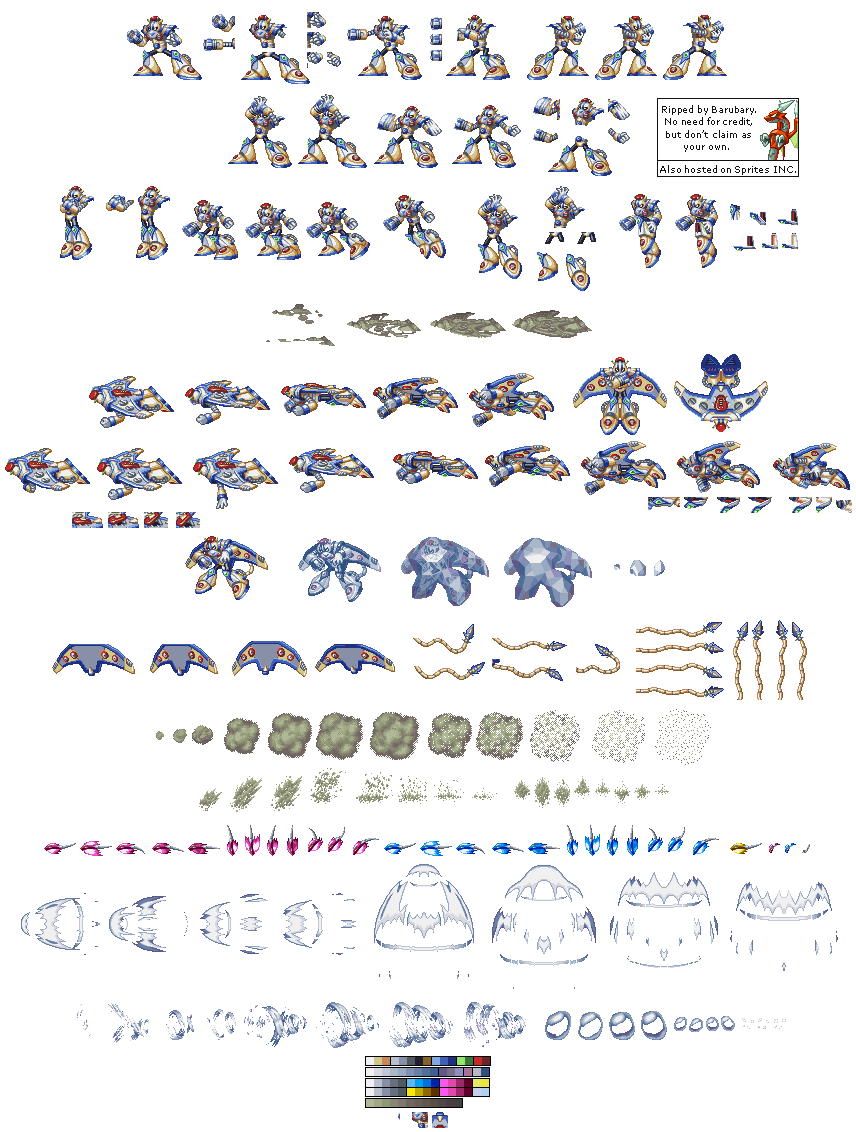 Ripped by Barubary.
No need for credit,
but don't claim as
your own.
Also hosted on Sprites INC.